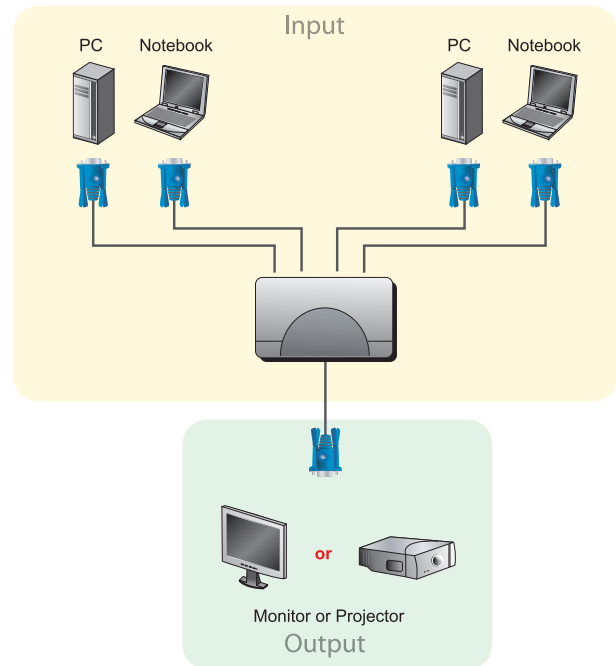 Input
PC
Notebook
PC
Notebook
or
Monitor or Projector
Output